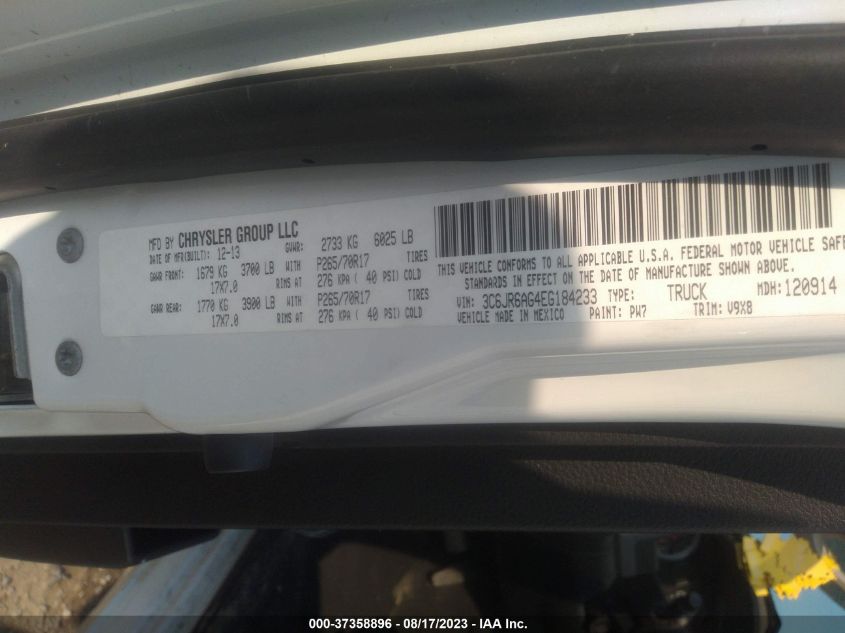 MFD BY CHRYSLER GROUP LLC
DATE OF MFR(BUILT): 12-13 GVWR: 2733 KG 6025 LB
GAWR FRONT: 1679 KG 3700 LB WITH P265/70R17 TIRES
17X7.0 RIMS AT 276 KPA ( 40 PSI) COLD
GAWR REAR: 1770 KG 3900 LB WITH P265/70R17 TIRES
17X7.0 RIMS AT 276 KPA ( 40 PSI) COLD
THIS VEHICLE CONFORMS TO ALL APPLICABLE U.S.A. FEDERAL MOTOR VEHICLE SAFE
STANDARDS IN EFFECT ON THE DATE OF MANUFACTURE SHOWN ABOVE.
VIN: 3C6JR6AG4EG184233 TYPE: TRUCK MDH: 120914
VEHICLE MADE IN MEXICO PAINT: PW7 TRIM: V9X8
000-37358896 - 08/17/2023 - IAA Inc.